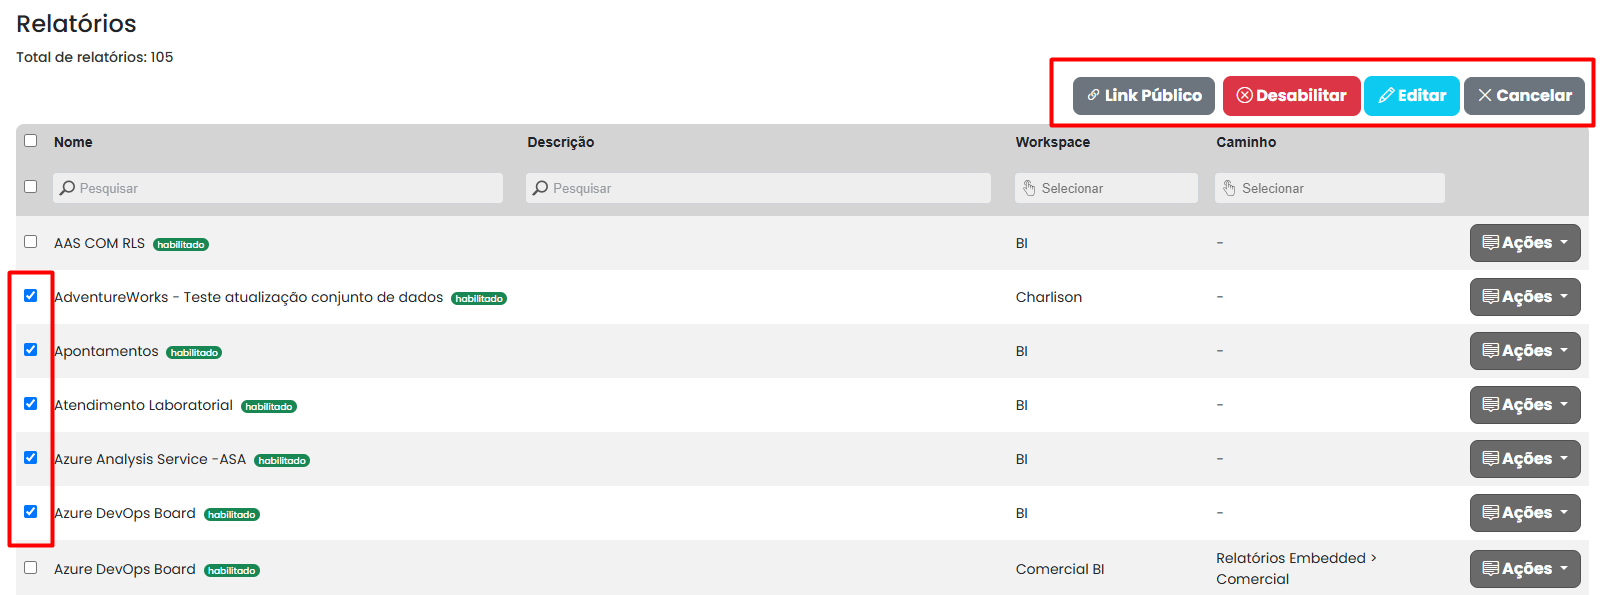 Relatórios
Total de relatórios: 105
Link Público Desabilitar Editar Cancelar
Nome Descrição Workspace Caminho
Pesquisar Pesquisar Selecionar Selecionar
AAS COM RLS habilitado BI - Ações
AdventureWorks - Teste atualização conjunto de dados habilitado Charlison - Ações
Apontamentos habilitado BI - Ações
Atendimento Laboratorial habilitado BI - Ações
Azure Analysis Service -ASA habilitado BI - Ações
Azure DevOps Board habilitado BI - Ações
Azure DevOps Board habilitado Comercial BI Relatórios Embedded > Ações
Comercial